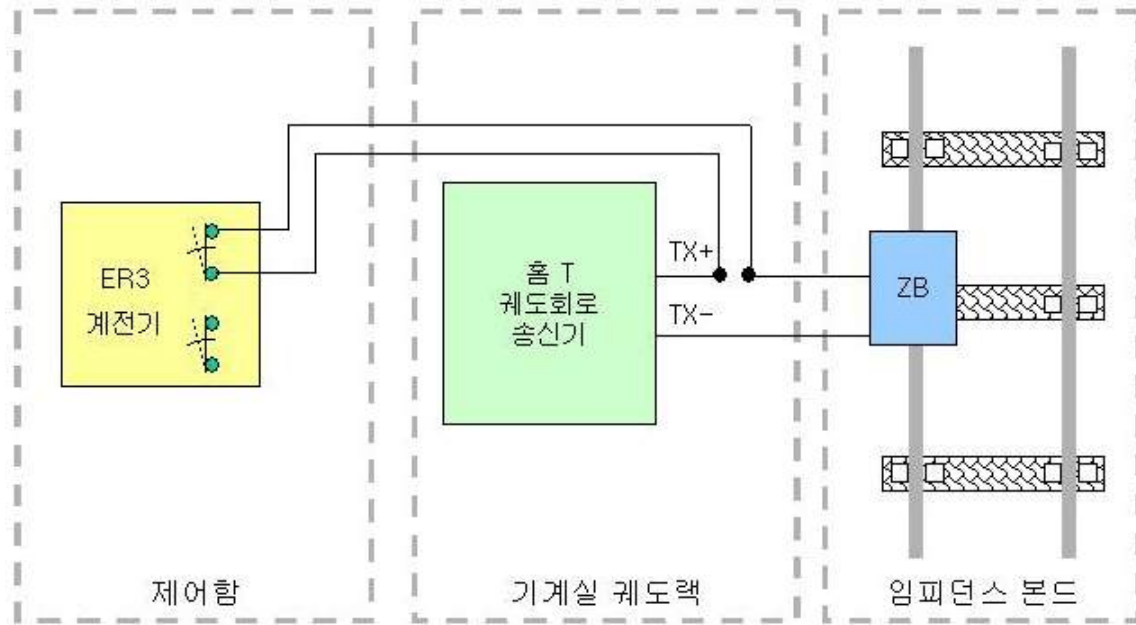 ER3
계전기
홈 T
궤도회로
송신기
TX+
TX-
ZB
제어함
기계실 궤도랙
임피던스 본드